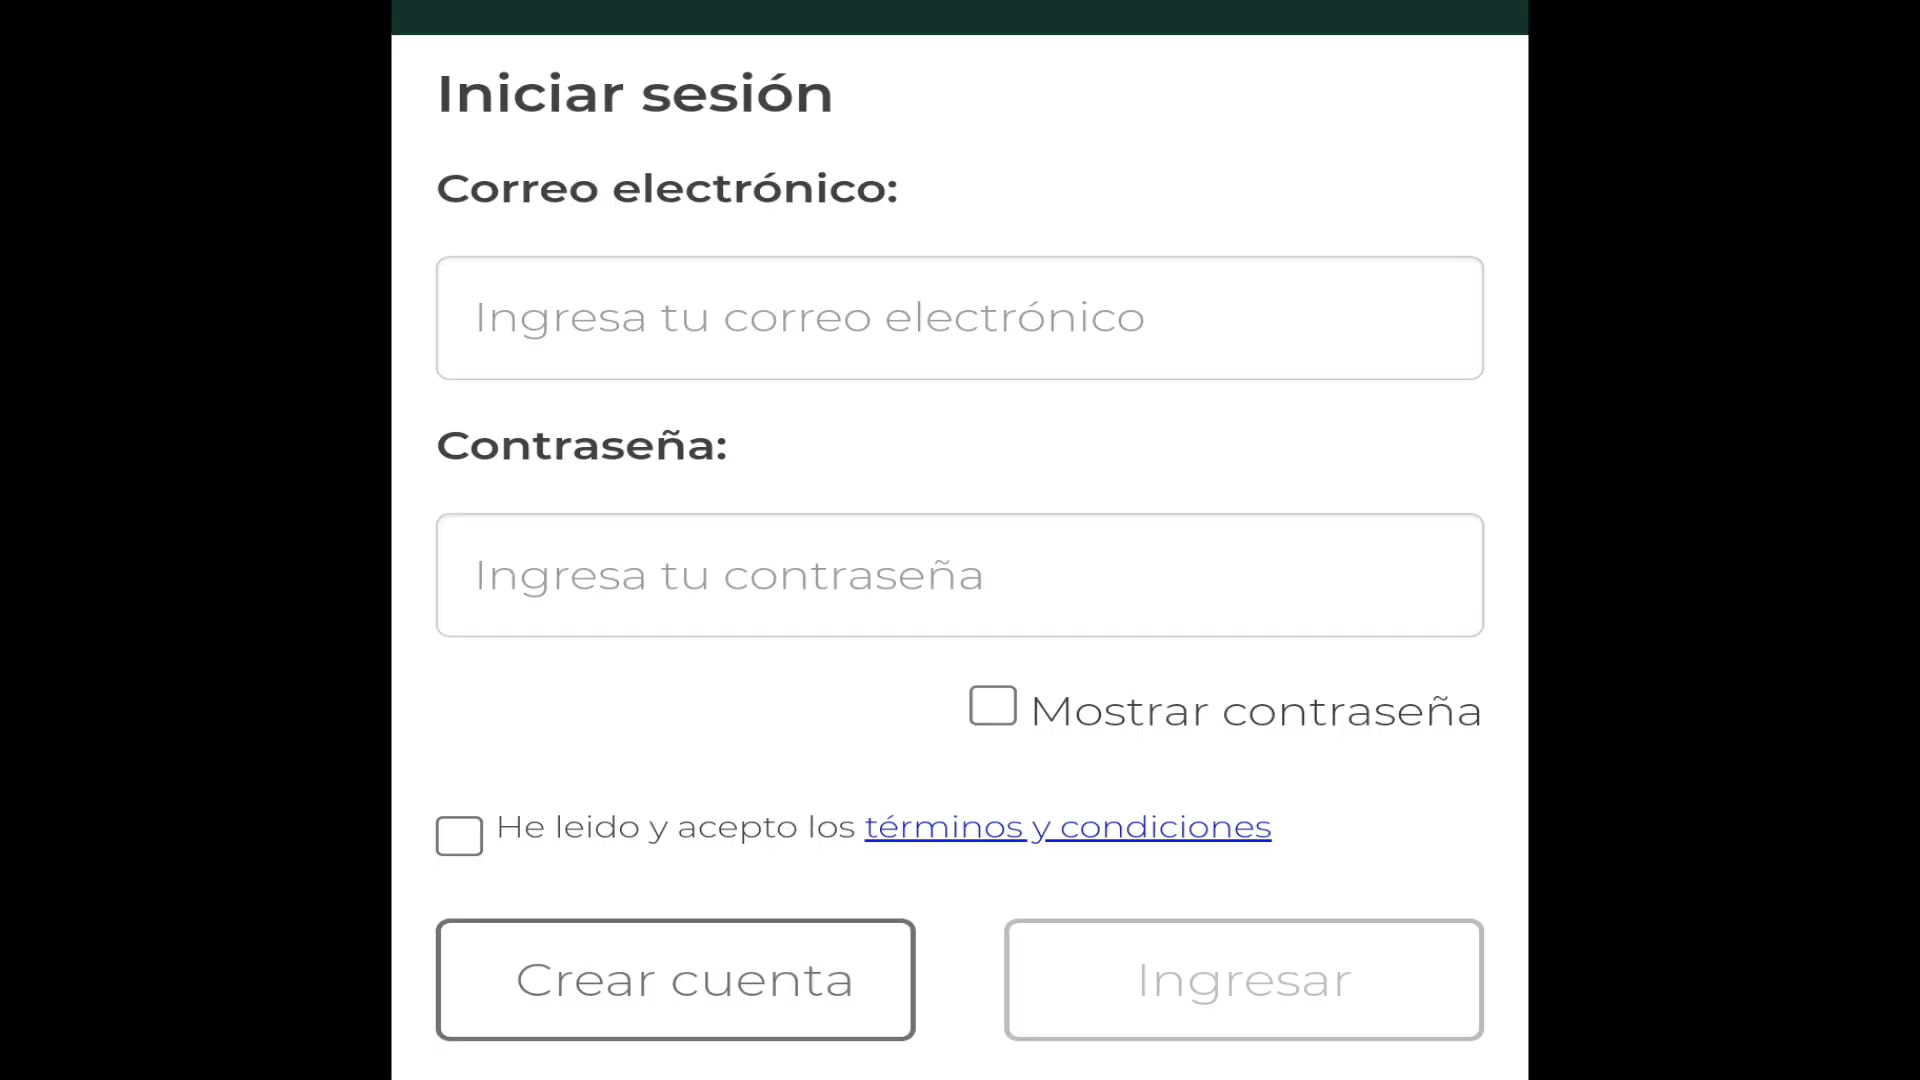 Iniciar sesión
Correo electrónico:
Ingresa tu correo electrónico
Contraseña:
Ingresa tu contraseña
Mostrar contraseña
He leido y acepto los términos y condiciones
Crear cuenta
Ingresar